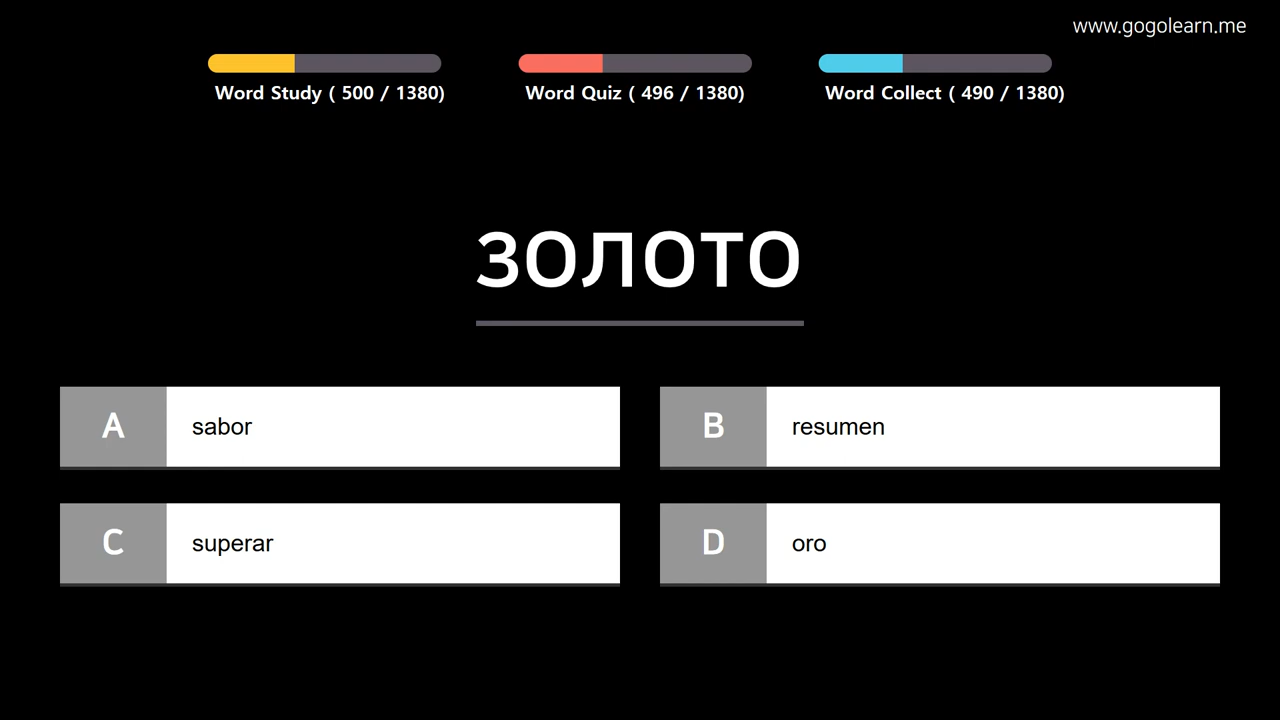 www.gogolearn.me
Word Study ( 500 / 1380)
Word Quiz ( 496 / 1380)
Word Collect ( 490 / 1380)
золото
A
sabor
B
resumen
C
superar
D
oro